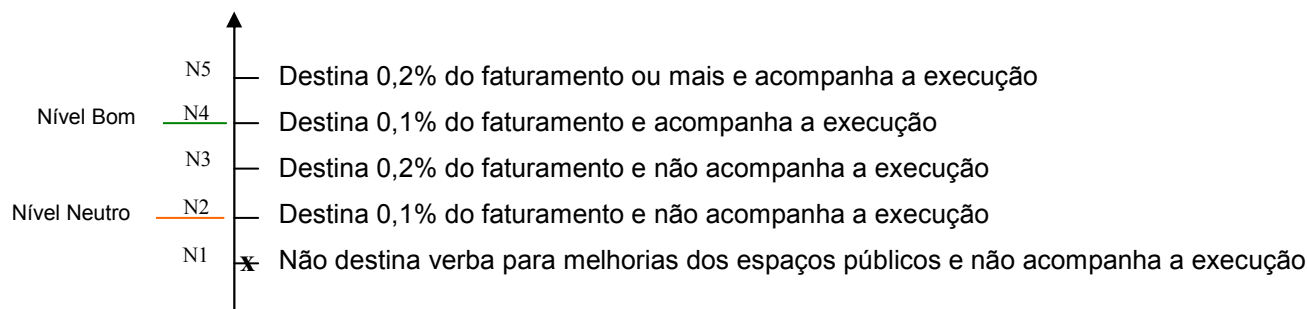 N5 Destina 0,2% do faturamento ou mais e acompanha a execução
Nível Bom N4 Destina 0,1% do faturamento e acompanha a execução
N3 Destina 0,2% do faturamento e não acompanha a execução
Nível Neutro N2 Destina 0,1% do faturamento e não acompanha a execução
N1 x Não destina verba para melhorias dos espaços públicos e não acompanha a execução